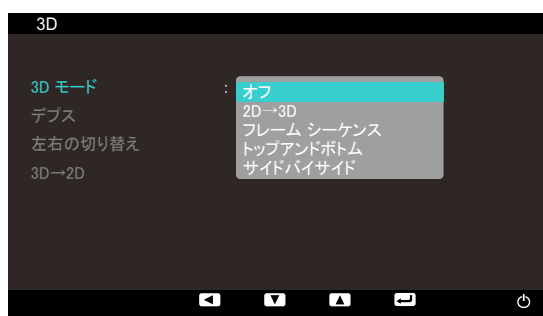 3D
3D モード : オフ
2D→3D
フレーム シーケンス
トップアンドボトム
サイドバイサイド
デプス
左右の切り替え
3D→2D